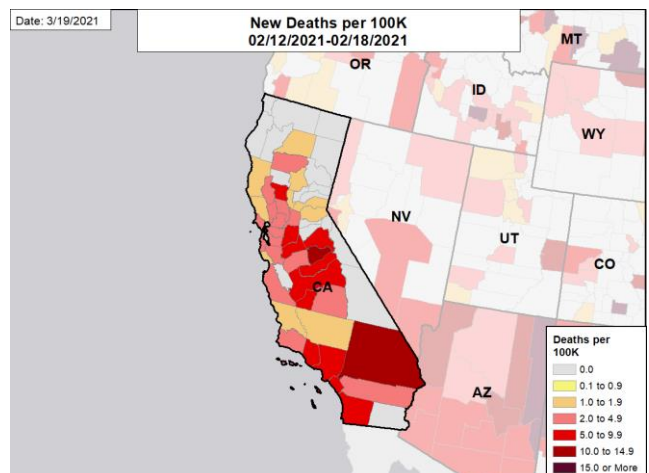 Date: 3/19/2021
New Deaths per 100K
02/12/2021-02/18/2021
MT
OR
ID
WY
NV
UT
CO
CA
AZ
Deaths per
100K
0.0
0.1 to 0.9
1.0 to 1.9
2.0 to 4.9
5.0 to 9.9
10.0 to 14.9
15.0 or More